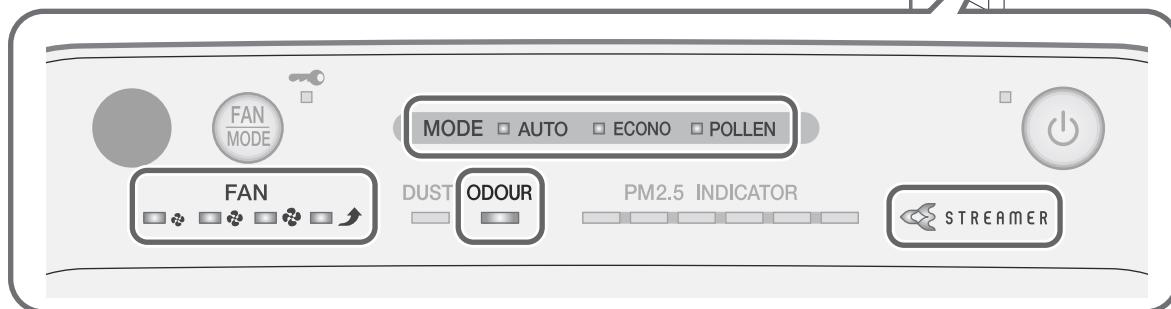 FAN
MODE
MODE AUTO ECONO POLLEN
FAN
DUST ODOUR PM2.5 INDICATOR
STREAMER